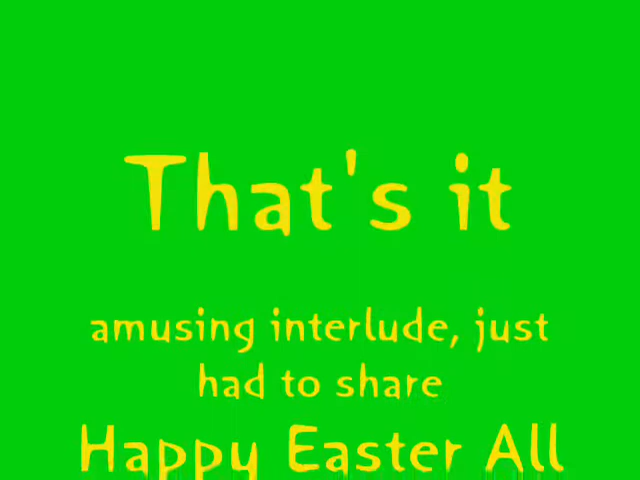 That's it
amusing interlude, just
had to share
Happy Easter All